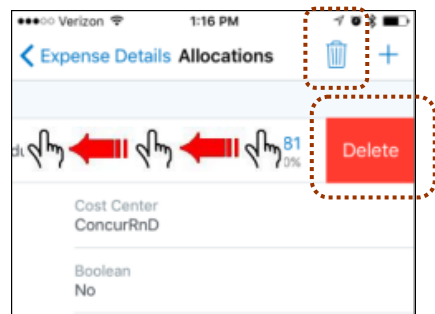 Verizon 1:16 PM
Expense Details Allocations
81
0%
Delete
Cost Center
ConcurRnD
Boolean
No